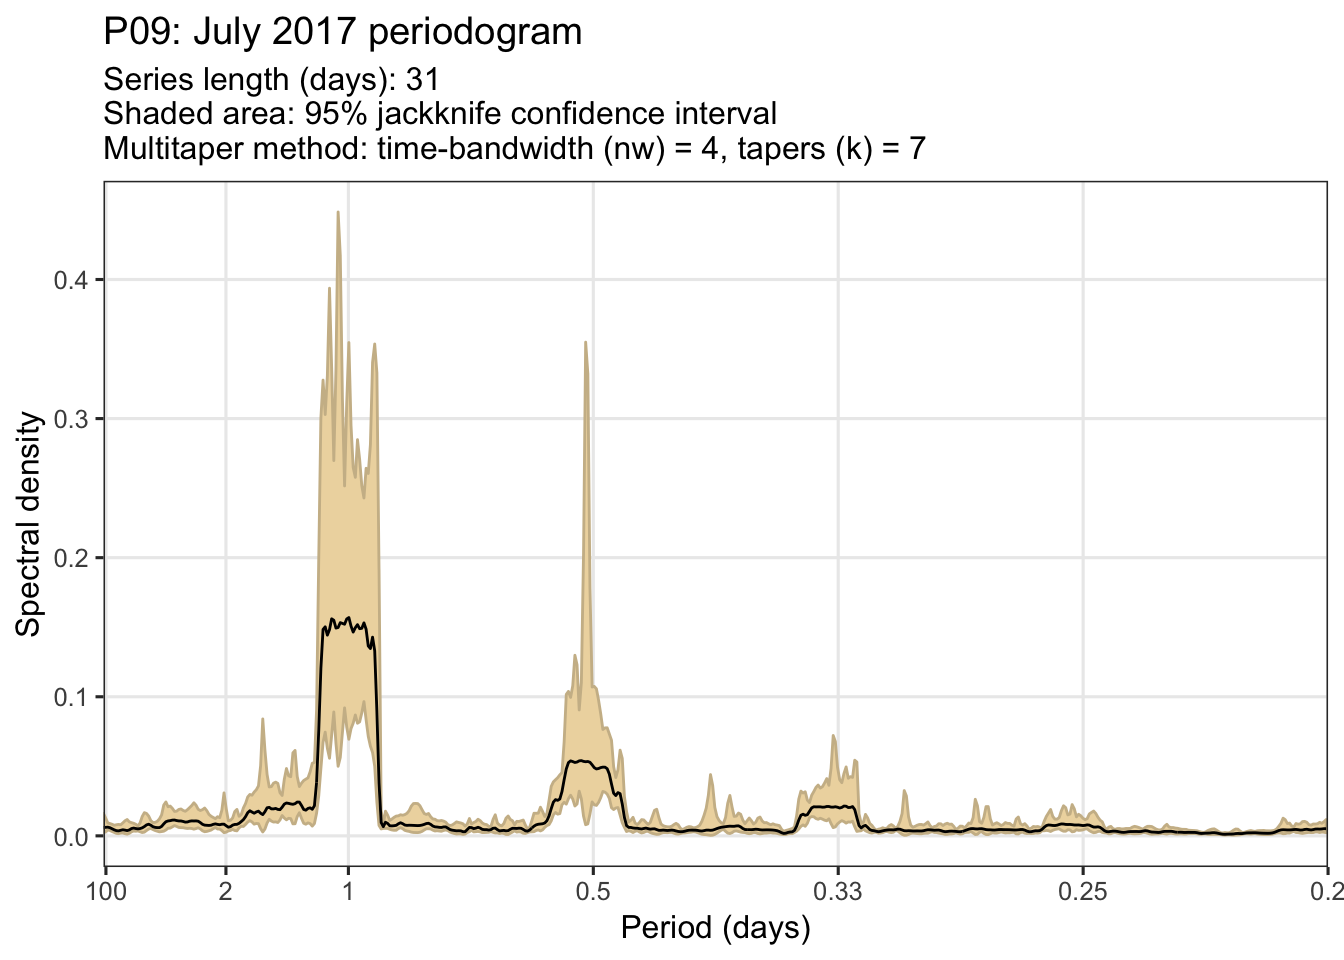 P09: July 2017 periodogram
Series length (days): 31
Shaded area: 95% jackknife confidence interval
Multitaper method: time-bandwidth (nw) = 4, tapers (k) = 7
Spectral density
0.4
0.3
0.2
0.1
0.0
100 2 1 0.5 0.33 0.25 0.2
Period (days)